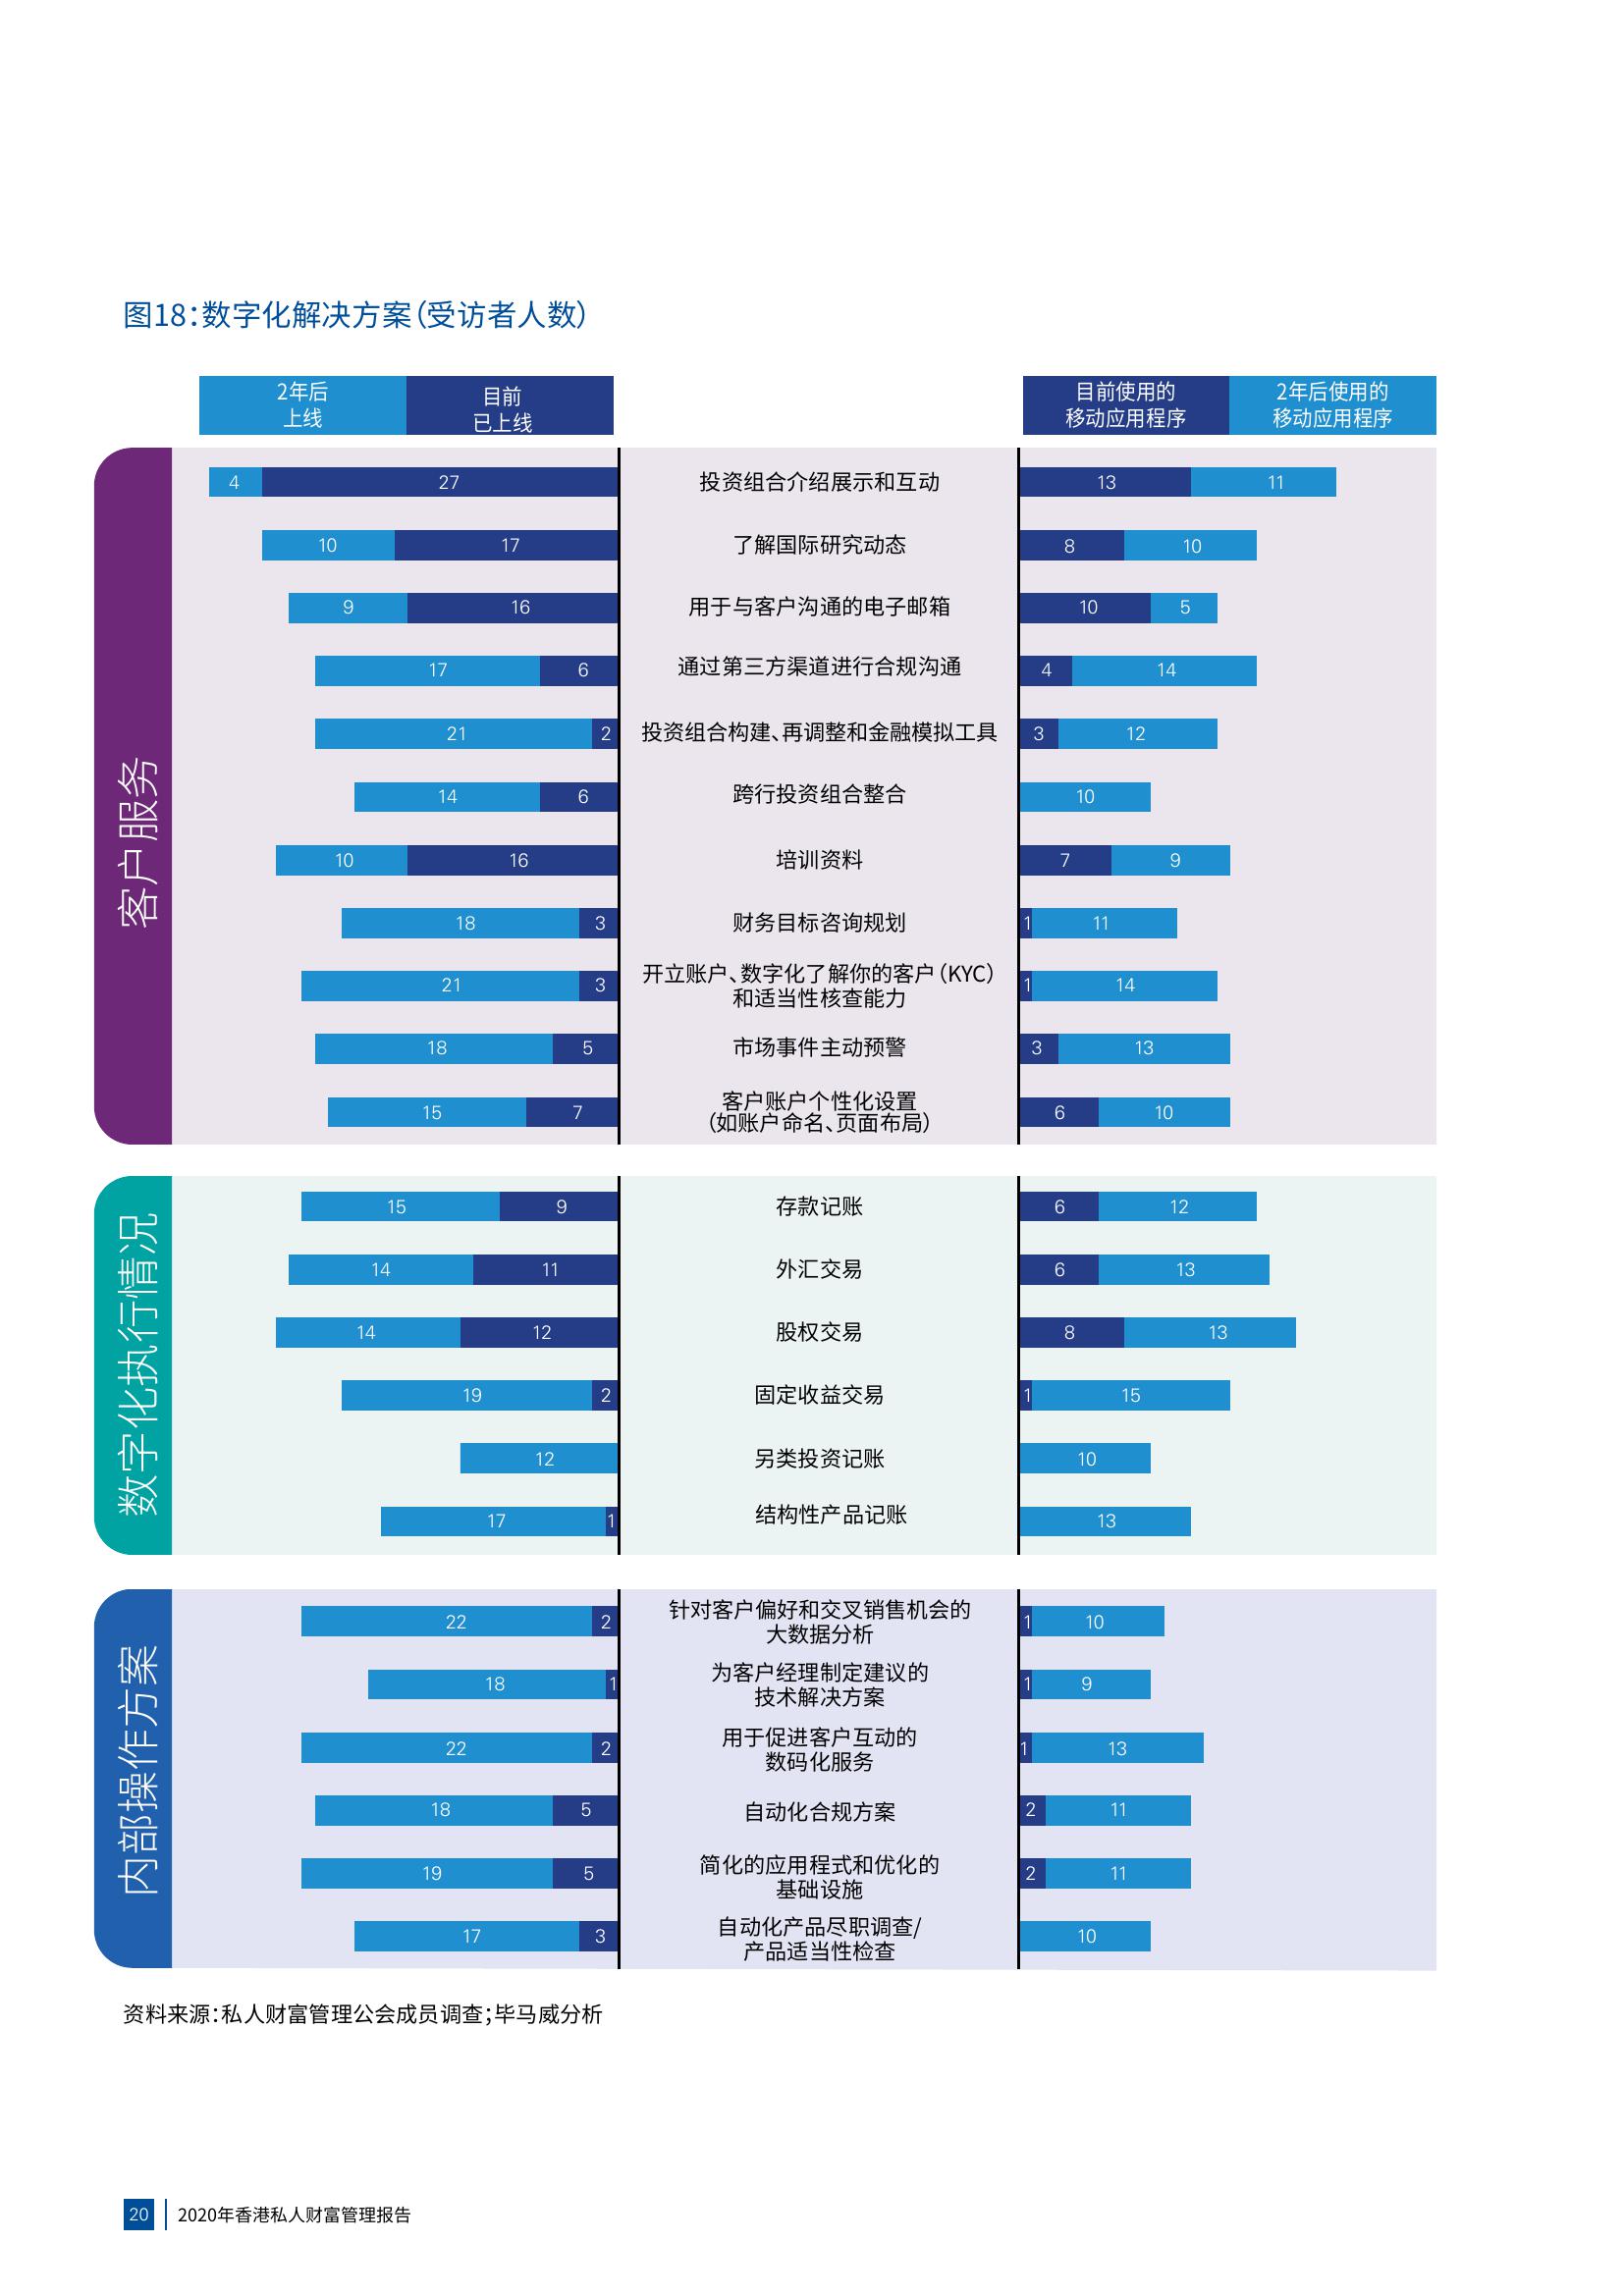 图18：数字化解决方案（受访者人数）
2年后
上线
目前
已上线
目前使用的
移动应用程序
2年后使用的
移动应用程序
客户服务
4 27 投资组合介绍展示和互动 13 11
10 17 了解国际研究动态 8 10
9 16 用于与客户沟通的电子邮箱 10 5
17 6 通过第三方渠道进行合规沟通 4 14
21 2 投资组合构建、再调整和金融模拟工具 3 12
14 6 跨行投资组合整合 10
10 16 培训资料 7 9
18 3 财务目标咨询规划 1 11
21 3 开立账户、数字化了解你的客户（KYC）
和适当性核查能力 1 14
18 5 市场事件主动预警 3 13
15 7 客户账户个性化设置
（如账户命名、页面布局） 6 10
数字化执行情况
15 9 存款记账 6 12
14 11 外汇交易 6 13
14 12 股权交易 8 13
19 2 固定收益交易 1 15
12 另类投资记账 10
17 1 结构性产品记账 13
内部操作方案
22 2 针对客户偏好和交叉销售机会的
大数据分析 1 10
18 1 为客户经理制定建议的
技术解决方案 1 9
22 2 用于促进客户互动的
数码化服务 1 13
18 5 自动化合规方案 2 11
19 5 简化的应用程式和优化的
基础设施 2 11
17 3 自动化产品尽职调查/
产品适当性检查 10
资料来源：私人财富管理公会成员调查；毕马威分析
20 2020年香港私人财富管理报告